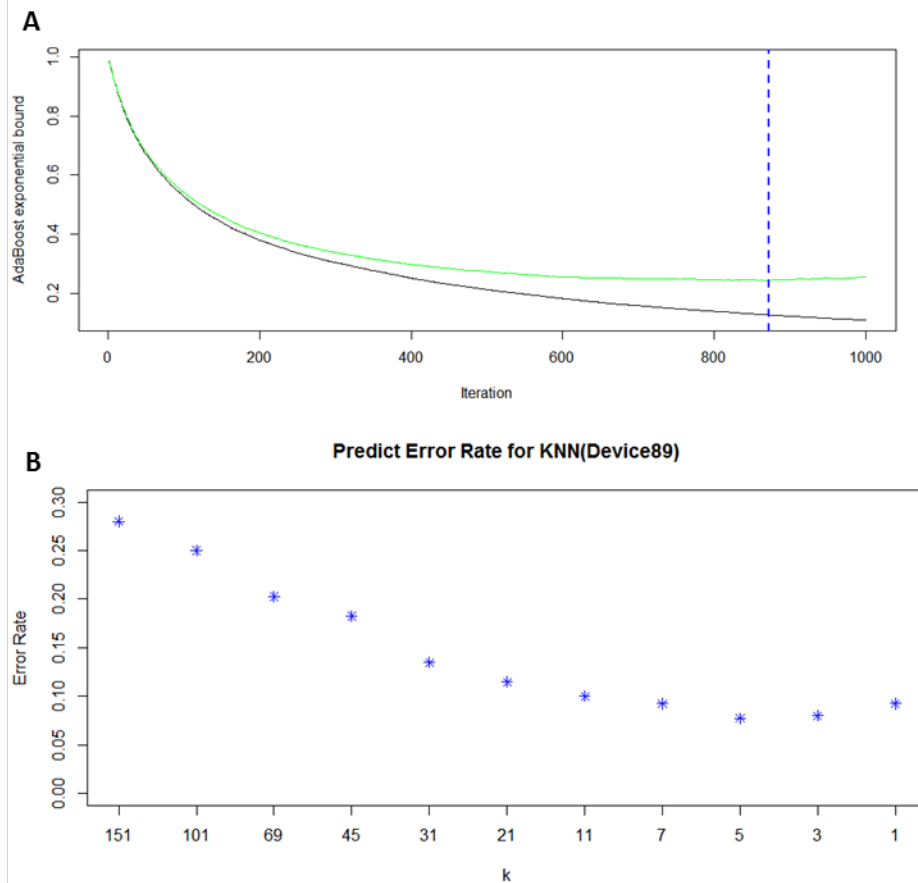 A
AdaBoost exponential bound
1.0
0.8
0.6
0.4
0.2
0 200 400 600 800 1000
Iteration
Predict Error Rate for KNN(Device89)
B
Error Rate
0.30
0.25
0.20
0.15
0.10
0.05
0.00
151 101 69 45 31 21 11 7 5 3 1
k